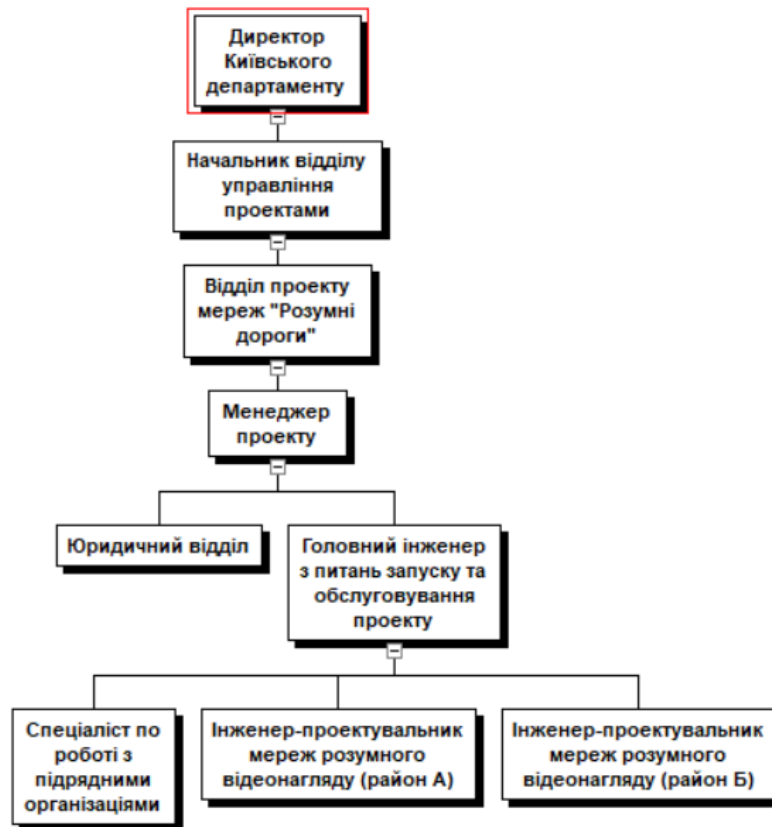 Директор
Київського
департаменту
Начальник відділу
управління
проектами
Відділ проекту
мереж "Розумні
дороги"
Менеджер
проекту
Юридичний відділ
Головний інженер
з питань запуску та
обслуговування
проекту
Спеціаліст по
роботі з
підрядними
організаціями
Інженер-проектувальник
мереж розумного
відеонагляду (район А)
Інженер-проектувальник
мереж розумного
відеонагляду (район Б)